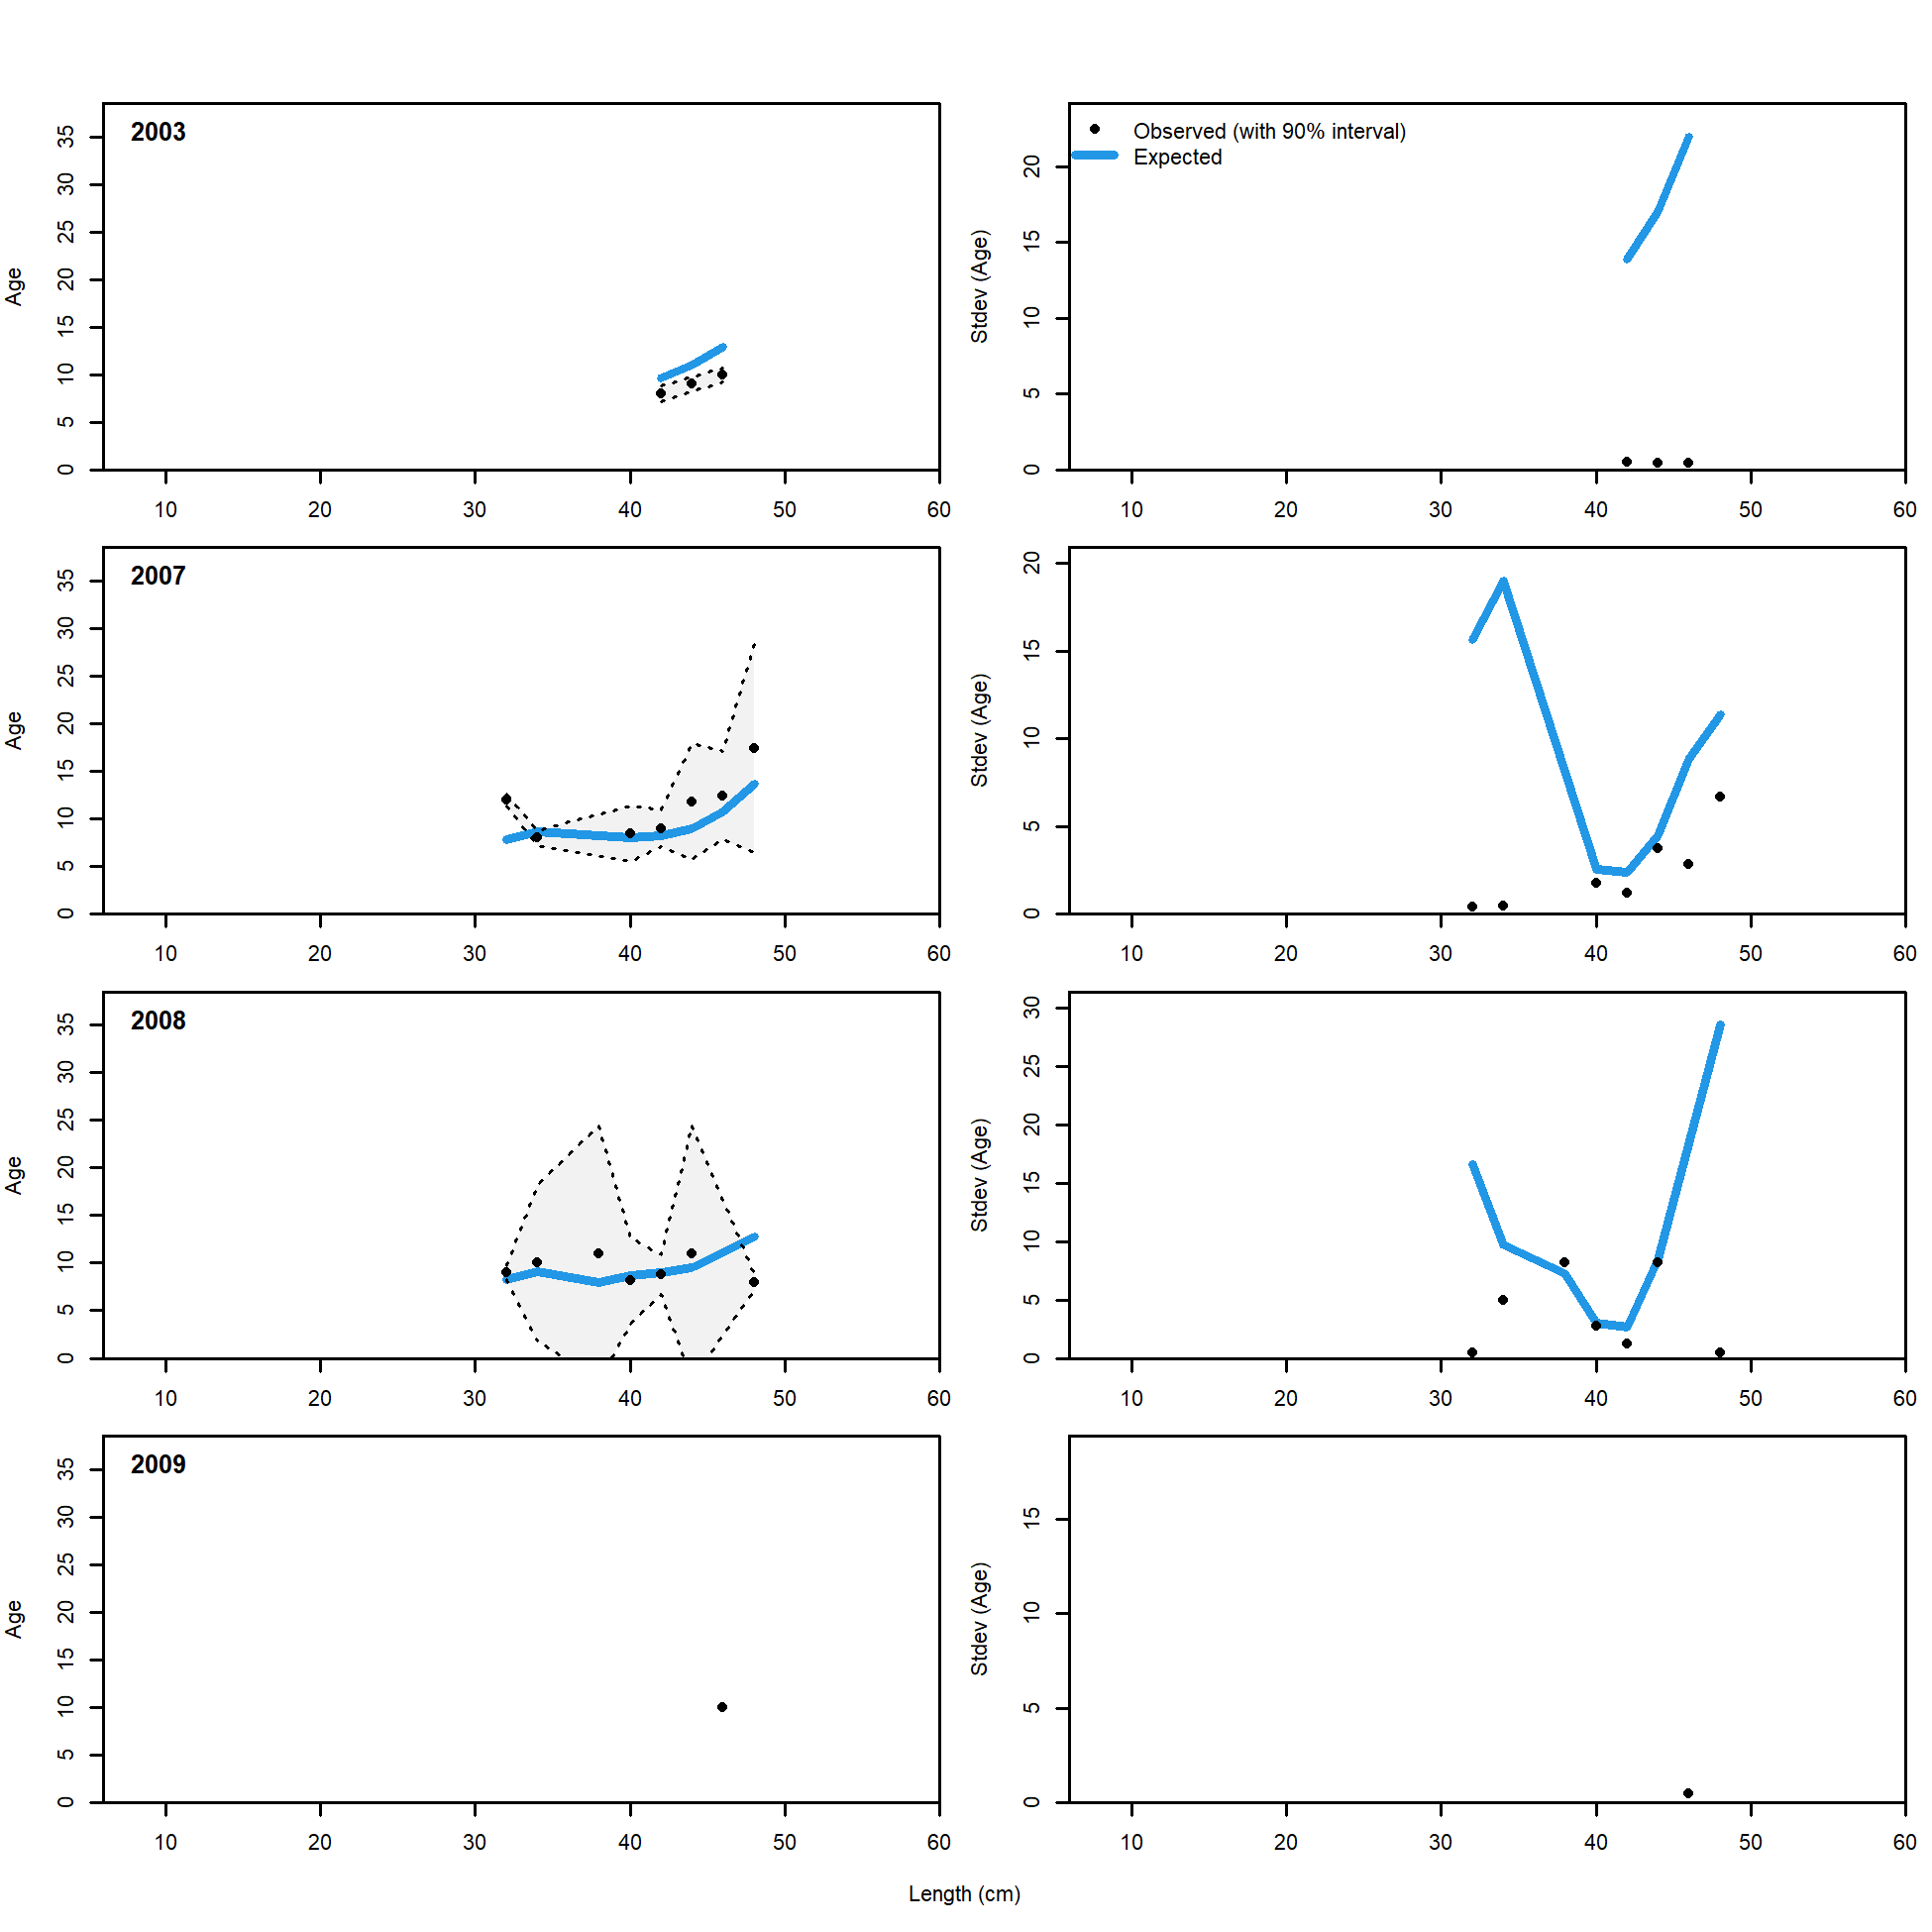 2003
Age
0 5 10 15 20 25 30 35
10 20 30 40 50 60
Observed (with 90% interval)
Expected
Stdev (Age)
0 5 10 15 20
10 20 30 40 50 60
2007
Age
0 5 10 15 20 25 30 35
10 20 30 40 50 60
Stdev (Age)
0 5 10 15 20
10 20 30 40 50 60
2008
Age
0 5 10 15 20 25 30 35
10 20 30 40 50 60
Stdev (Age)
0 5 10 15 20 25 30
10 20 30 40 50 60
2009
Age
0 5 10 15 20 25 30 35
10 20 30 40 50 60
Stdev (Age)
0 5 10 15
10 20 30 40 50 60
Length (cm)